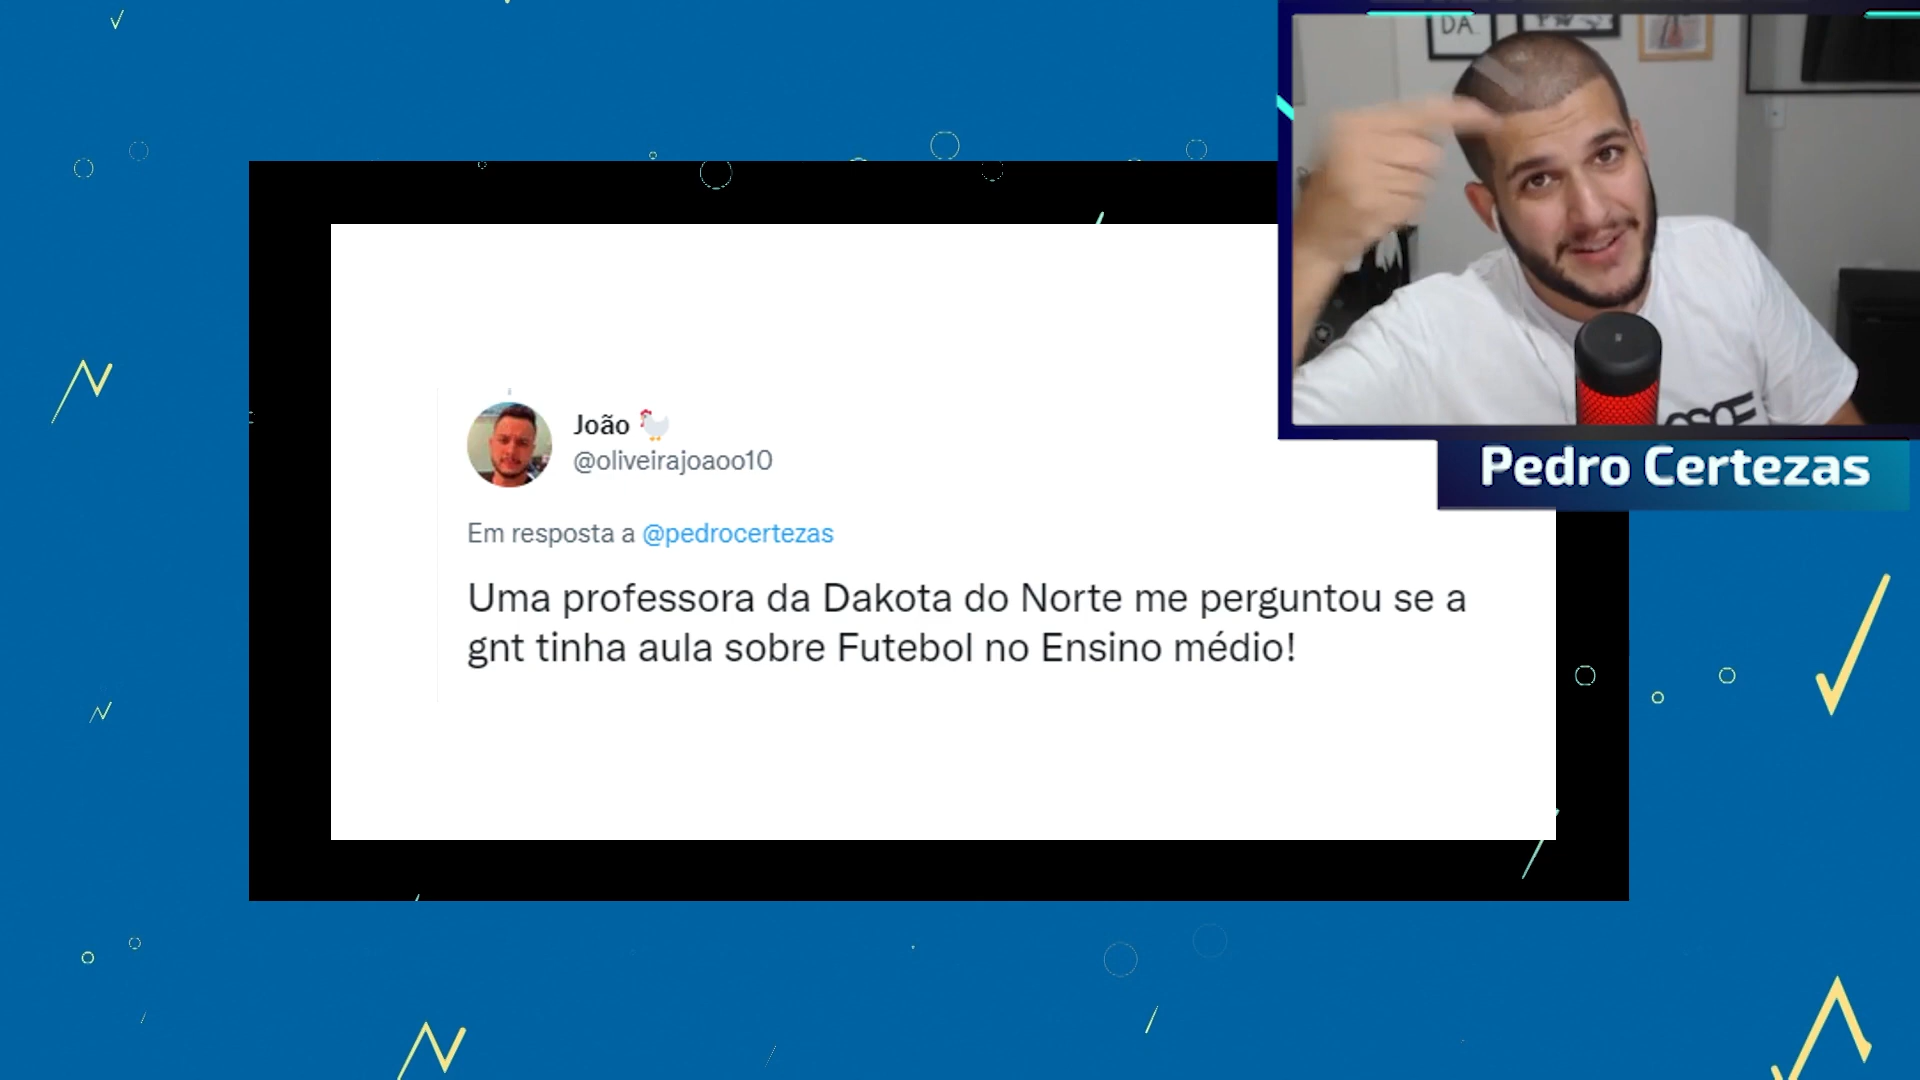 DA
Pedro Certezas
João
@oliveirajoaoo10
Em resposta a @pedrocertezas
Uma professora da Dakota do Norte me perguntou se a
gnt tinha aula sobre Futebol no Ensino médio!